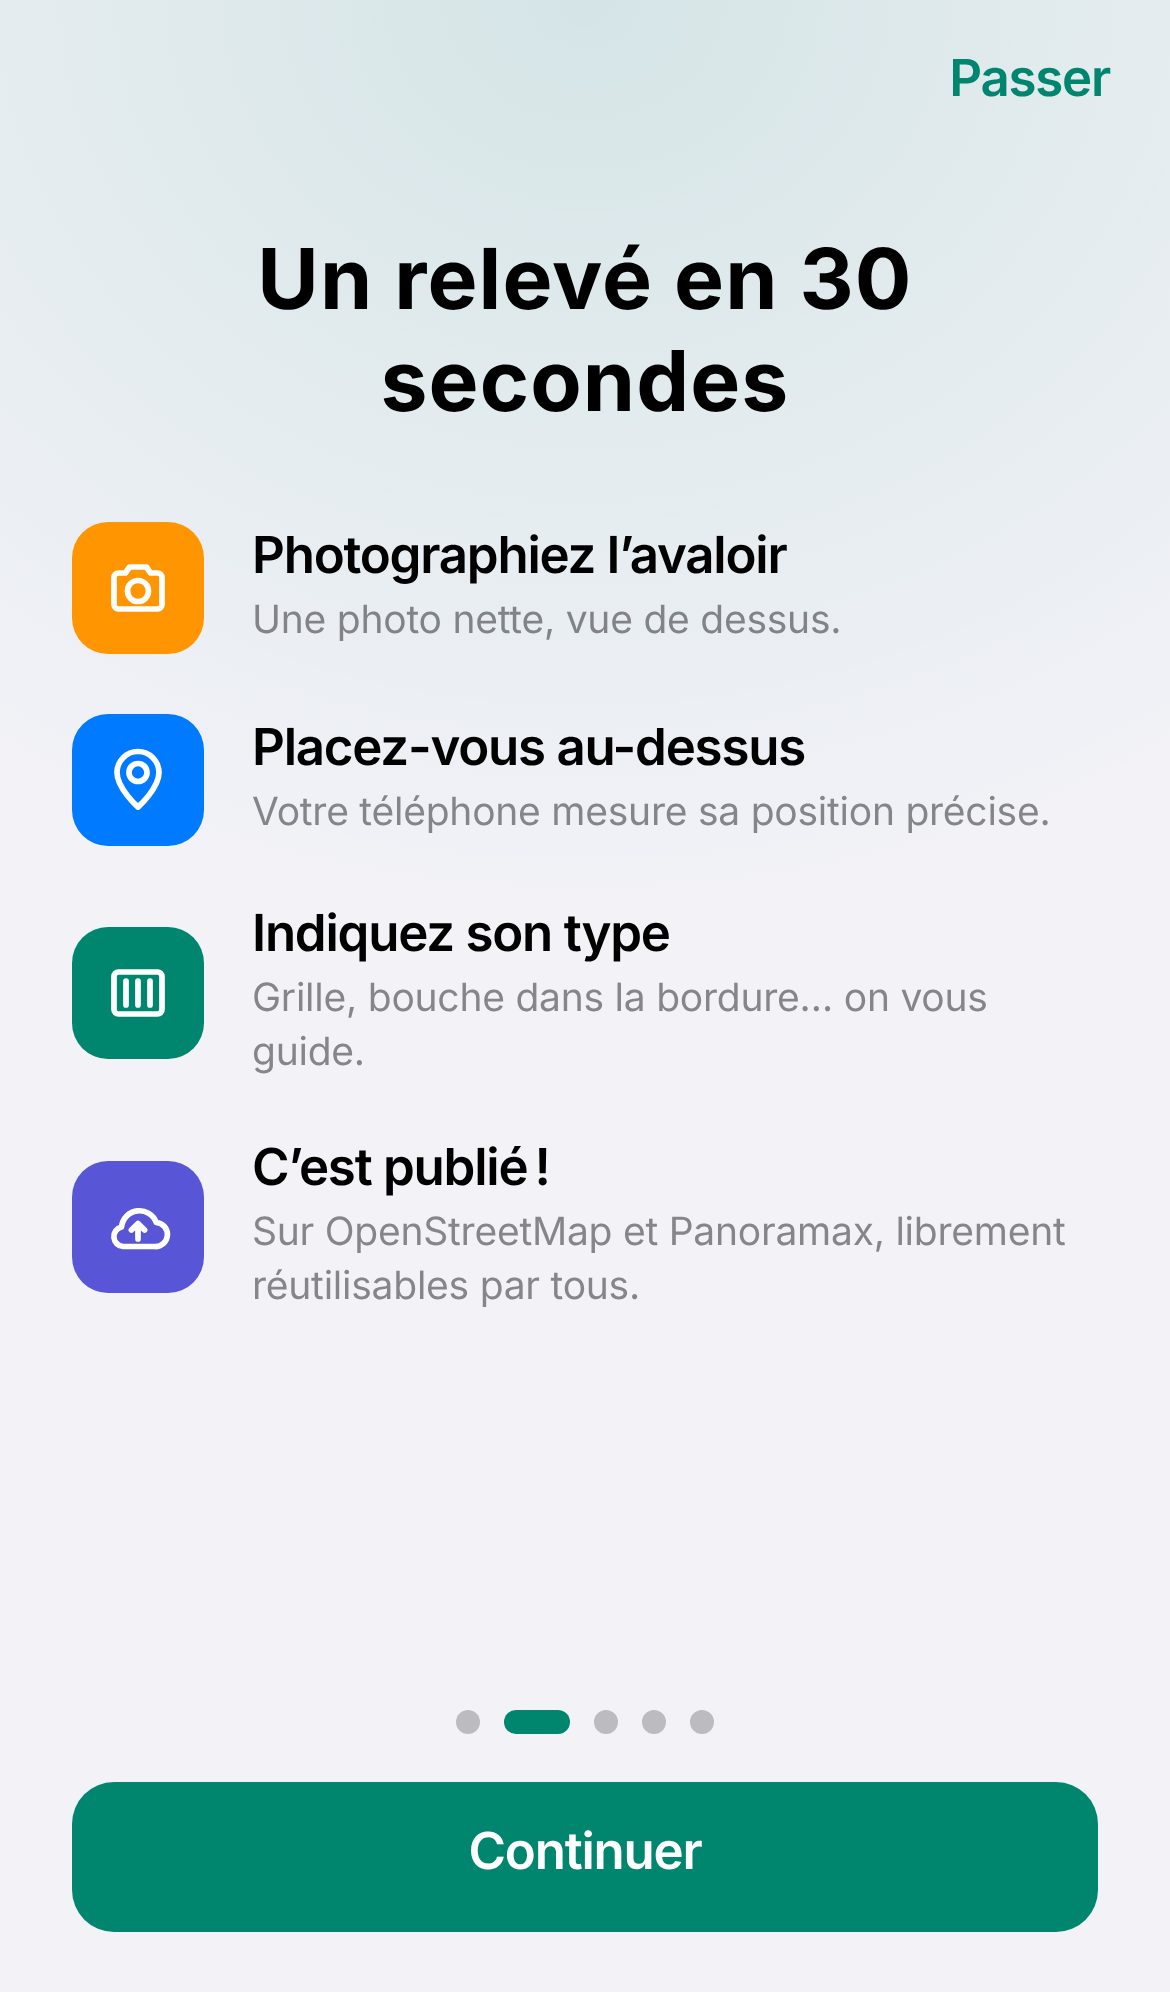 Passer
Un relevé en 30
secondes
Photographiez l’avaloir
Une photo nette, vue de dessus.
Placez-vous au-dessus
Votre téléphone mesure sa position précise.
Indiquez son type
Grille, bouche dans la bordure… on vous
guide.
C’est publié !
Sur OpenStreetMap et Panoramax, librement
réutilisables par tous.
Continuer